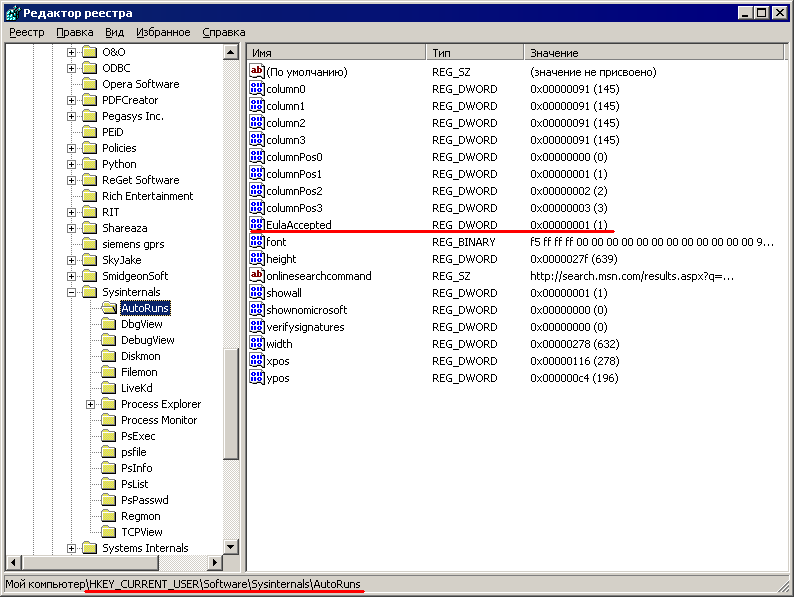 Редактор реестра
Реестр Правка Вид Избранное Справка
O&O
ODBC
Opera Software
PDFCreator
Pegasys Inc.
PEiD
Policies
Python
ReGet Software
Rich Entertainment
RIT
Shareaza
siemens gprs
SkyJake
SmidgeonSoft
Sysinternals
AutoRuns
DbgView
DebugView
Diskmon
Filemon
LiveKd
Process Explorer
Process Monitor
PsExec
psfile
PsInfo
PsList
PsPasswd
Regmon
TCPView
Systems Internals
Имя Тип Значение
(По умолчанию) REG_SZ (значение не присвоено)
column0 REG_DWORD 0x00000091 (145)
column1 REG_DWORD 0x00000091 (145)
column2 REG_DWORD 0x00000091 (145)
column3 REG_DWORD 0x00000091 (145)
columnPos0 REG_DWORD 0x00000000 (0)
columnPos1 REG_DWORD 0x00000001 (1)
columnPos2 REG_DWORD 0x00000002 (2)
columnPos3 REG_DWORD 0x00000003 (3)
EulaAccepted REG_DWORD 0x00000001 (1)
font REG_BINARY f5 ff ff ff 00 00 00 00 00 00 00 00 00 00 00 00 9...
height REG_DWORD 0x0000027f (639)
onlinesearchcommand REG_SZ http://search.msn.com/results.aspx?q=...
showall REG_DWORD 0x00000001 (1)
shownomicrosoft REG_DWORD 0x00000000 (0)
verifysignatures REG_DWORD 0x00000000 (0)
width REG_DWORD 0x00000278 (632)
xpos REG_DWORD 0x00000116 (278)
ypos REG_DWORD 0x000000c4 (196)
Мой компьютер\HKEY_CURRENT_USER\Software\Sysinternals\AutoRuns